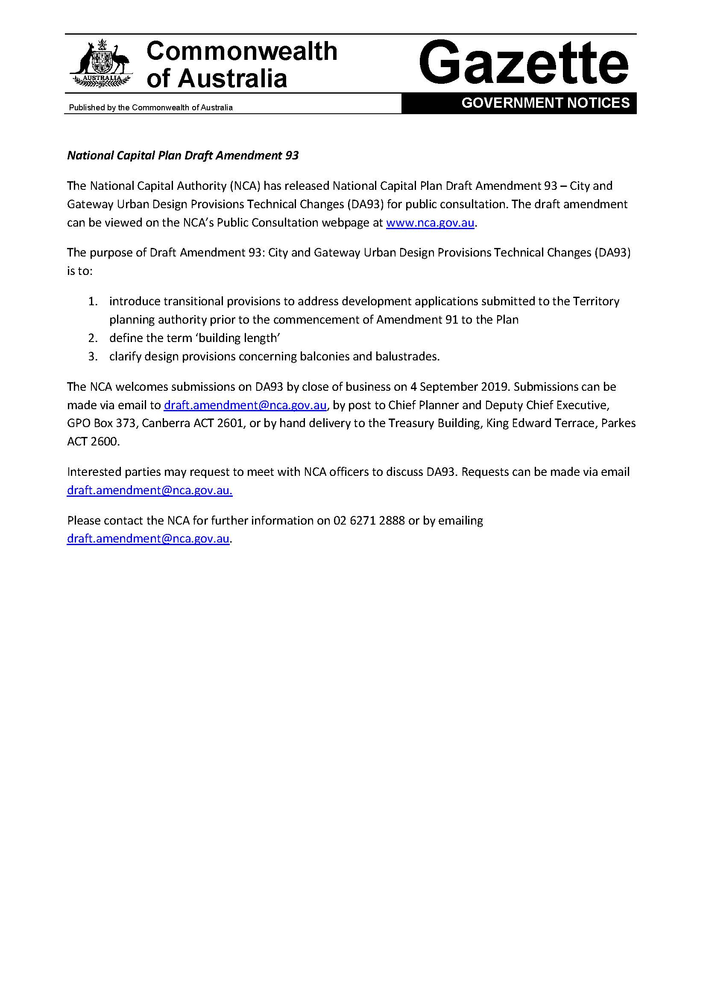 AUSTRALIA
Commonwealth
of Australia
Gazette
Published by the Commonwealth of Australia
GOVERNMENT NOTICES
National Capital Plan Draft Amendment 93
The National Capital Authority (NCA) has released National Capital Plan Draft Amendment 93 – City and
Gateway Urban Design Provisions Technical Changes (DA93) for public consultation. The draft amendment
can be viewed on the NCA’s Public Consultation webpage at www.nca.gov.au.
The purpose of Draft Amendment 93: City and Gateway Urban Design Provisions Technical Changes (DA93)
is to:
1. introduce transitional provisions to address development applications submitted to the Territory
planning authority prior to the commencement of Amendment 91 to the Plan
2. define the term ‘building length’
3. clarify design provisions concerning balconies and balustrades.
The NCA welcomes submissions on DA93 by close of business on 4 September 2019. Submissions can be
made via email to draft.amendment@nca.gov.au, by post to Chief Planner and Deputy Chief Executive,
GPO Box 373, Canberra ACT 2601, or by hand delivery to the Treasury Building, King Edward Terrace, Parkes
ACT 2600.
Interested parties may request to meet with NCA officers to discuss DA93. Requests can be made via email
draft.amendment@nca.gov.au.
Please contact the NCA for further information on 02 6271 2888 or by emailing
draft.amendment@nca.gov.au.